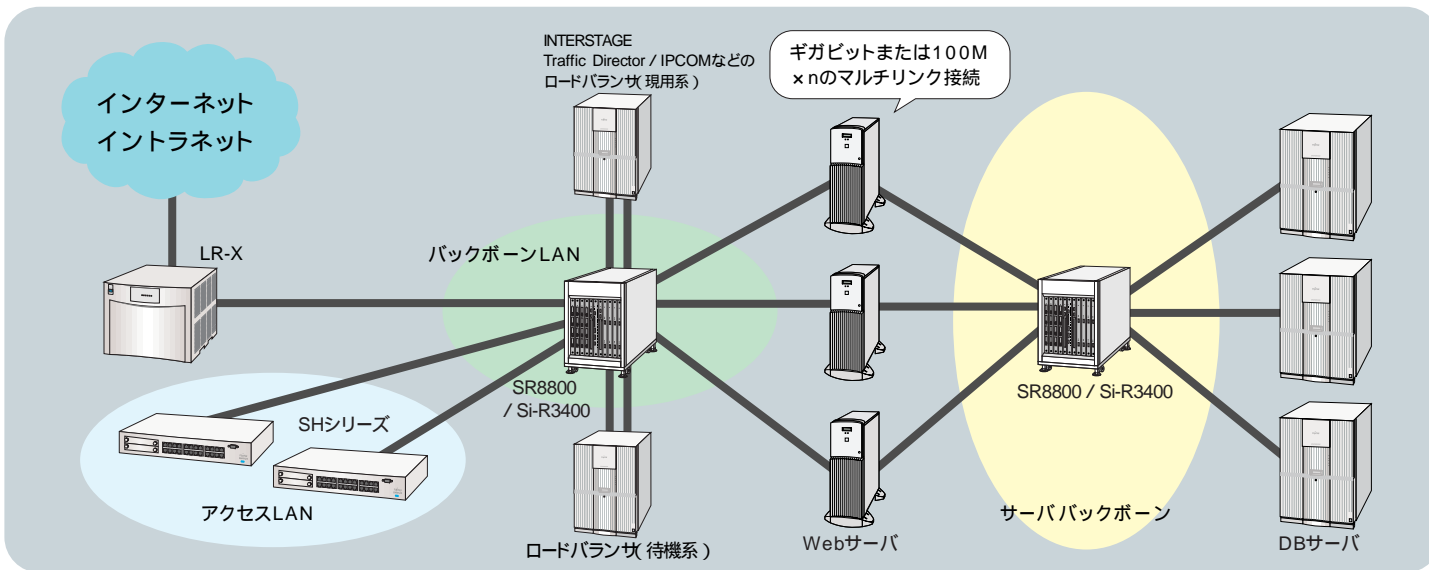 INTERSTAGE
Traffic Director / IPCOMなどの
ロードバランサ(現用系)
ギガビットまたは100M
×nのマルチリンク接続
インターネット
イントラネット
LR-X
バックボーンLAN
SR8800
/ Si-R3400
SR8800 / Si-R3400
SHシリーズ
アクセスLAN
サーババックボーン
ロードバランサ(待機系)
Webサーバ
DBサーバ